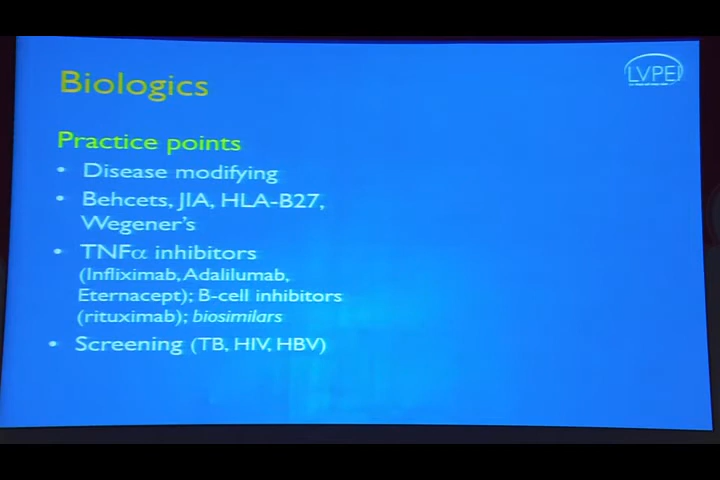 Biologics
LVPEI
Practice points
• Disease modifying
• Behcets, JIA, HLA-B27,
Wegener's
• TNFα inhibitors
(Infliximab, Adalilumab,
Eternacept); B-cell inhibitors
(rituximab); biosimilars
• Screening (TB, HIV, HBV)